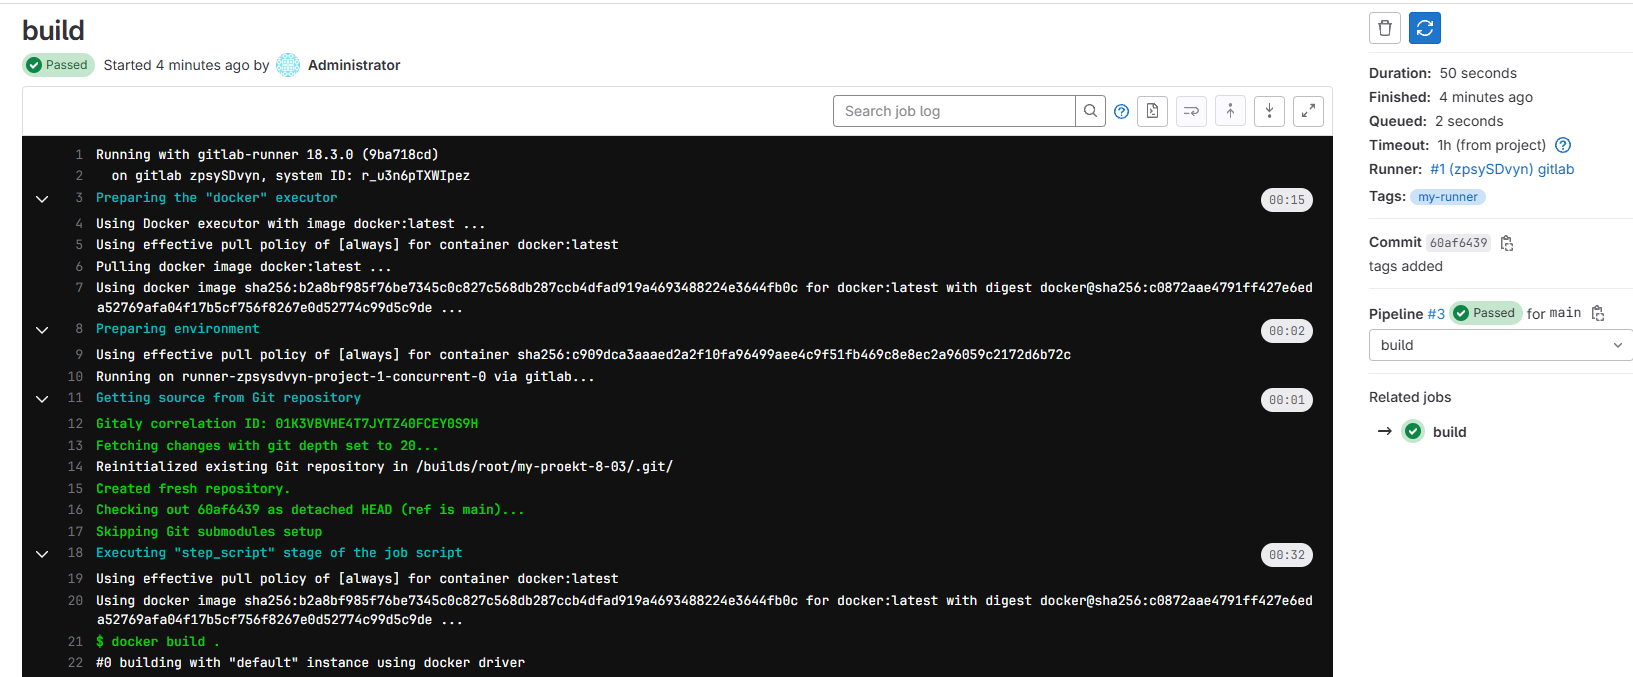 build
Passed Started 4 minutes ago by Administrator
Search job log
1 Running with gitlab-runner 18.3.0 (9ba718cd)
2 on gitlab zpsySDvyn, system ID: r_u3n6pTXWIpez
3 Preparing the "docker" executor 00:15
4 Using Docker executor with image docker:latest ...
5 Using effective pull policy of [always] for container docker:latest
6 Pulling docker image docker:latest ...
7 Using docker image sha256:b2a8bf985f76be7345c0c827c568db287ccb4dfad919a4693488224e3644fb0c for docker:latest with digest docker@sha256:c0872aae4791ff427e6ed
a52769afa04f17b5cf756f8267e0d52774c99d5c9de ...
8 Preparing environment 00:02
9 Using effective pull policy of [always] for container sha256:c909dca3aaaed2a2f10fa96499aee4c9f51fb469c8e8ec2a96059c2172d6b72c
10 Running on runner-zpsysdvyn-project-1-concurrent-0 via gitlab...
11 Getting source from Git repository 00:01
12 Gitaly correlation ID: 01K3VBVHE4T7JYTZ40FCEY0S9H
13 Fetching changes with git depth set to 20...
14 Reinitialized existing Git repository in /builds/root/my-proekt-8-03/.git/
15 Created fresh repository.
16 Checking out 60af6439 as detached HEAD (ref is main)...
17 Skipping Git submodules setup
18 Executing "step_script" stage of the job script 00:32
19 Using effective pull policy of [always] for container docker:latest
20 Using docker image sha256:b2a8bf985f76be7345c0c827c568db287ccb4dfad919a4693488224e3644fb0c for docker:latest with digest docker@sha256:c0872aae4791ff427e6ed
a52769afa04f17b5cf756f8267e0d52774c99d5c9de ...
21 $ docker build .
22 #0 building with "default" instance using docker driver
Duration: 50 seconds
Finished: 4 minutes ago
Queued: 2 seconds
Timeout: 1h (from project)
Runner: #1 (zpsySDvyn) gitlab
Tags: my-runner
Commit 60af6439
tags added
Pipeline #3 Passed for main
build
Related jobs
→ build